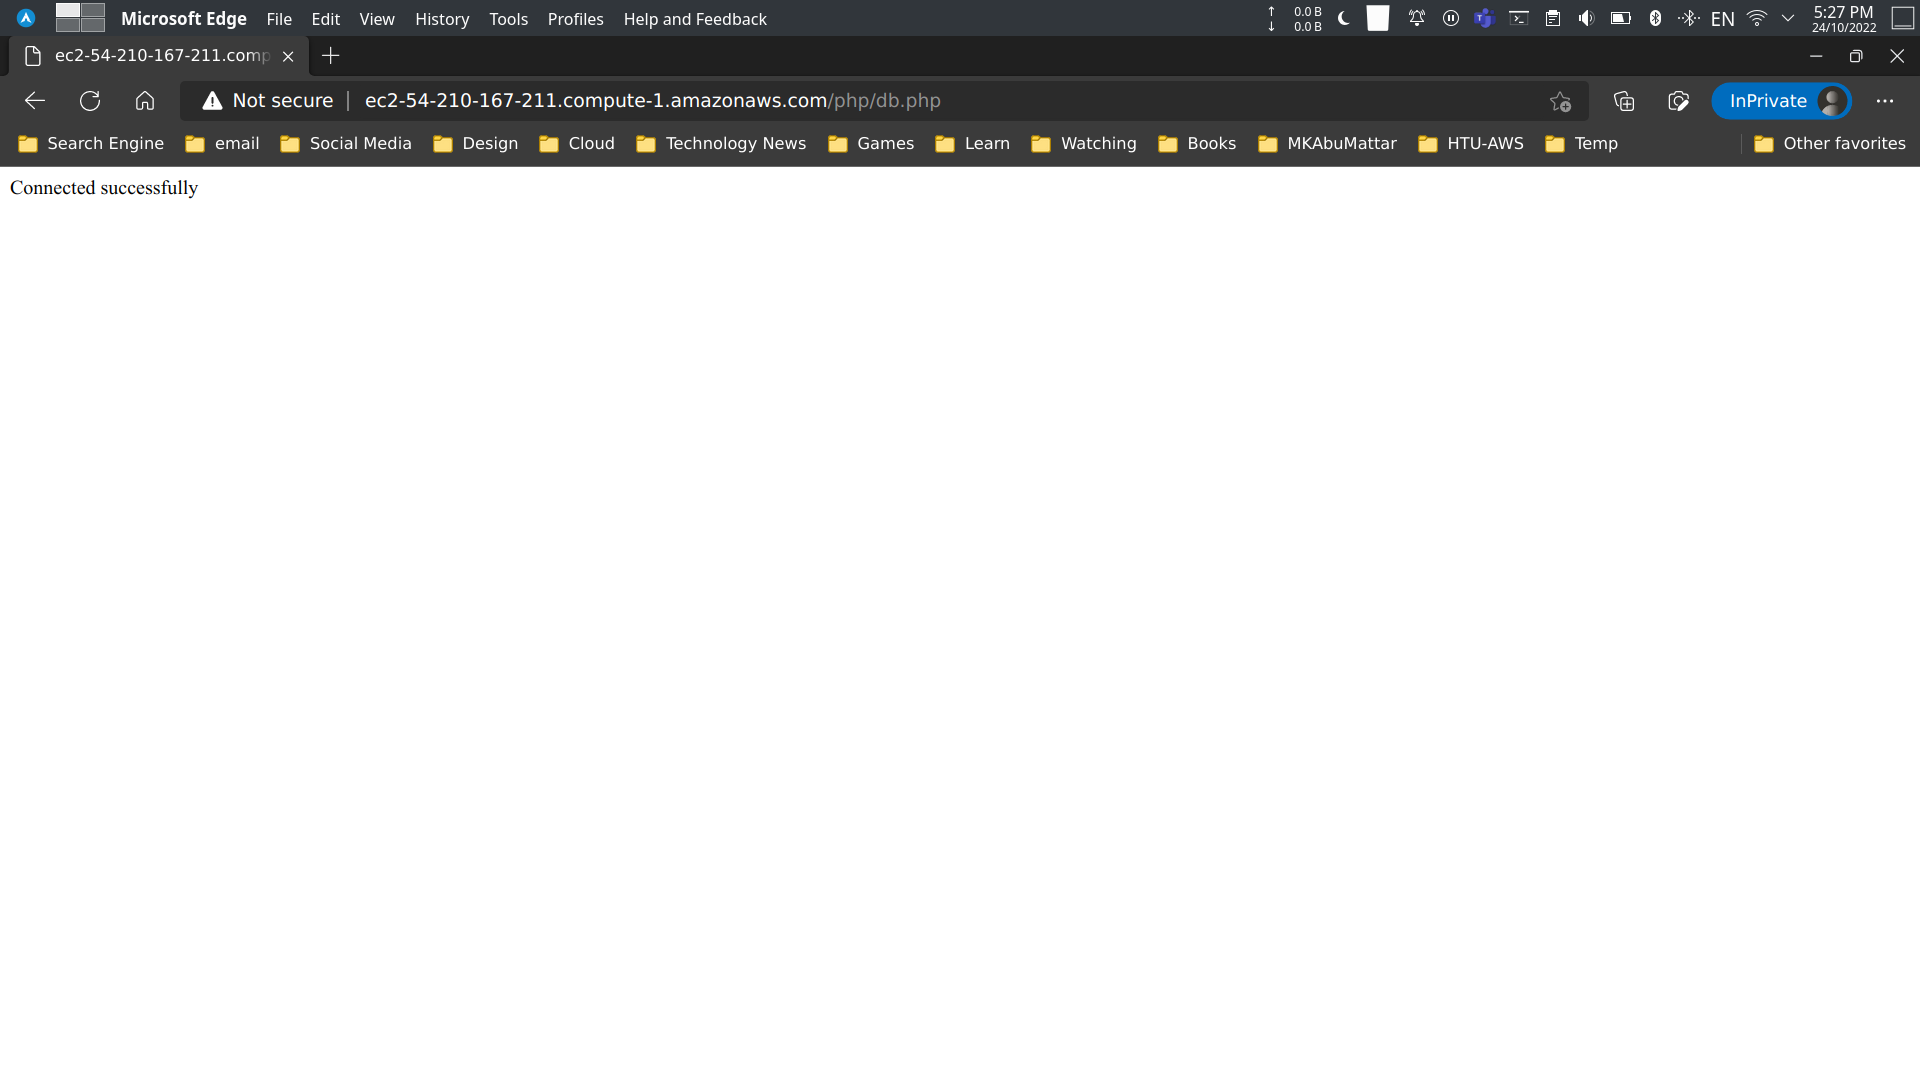 Microsoft Edge File Edit View History Tools Profiles Help and Feedback
↑ 0.0 B
↓ 0.0 B
EN
5:27 PM
24/10/2022
ec2-54-210-167-211.comp
Not secure | ec2-54-210-167-211.compute-1.amazonaws.com/php/db.php
InPrivate
Search Engine email Social Media Design Cloud Technology News Games Learn Watching Books MKAbuMattar HTU-AWS Temp Other favorites
Connected successfully